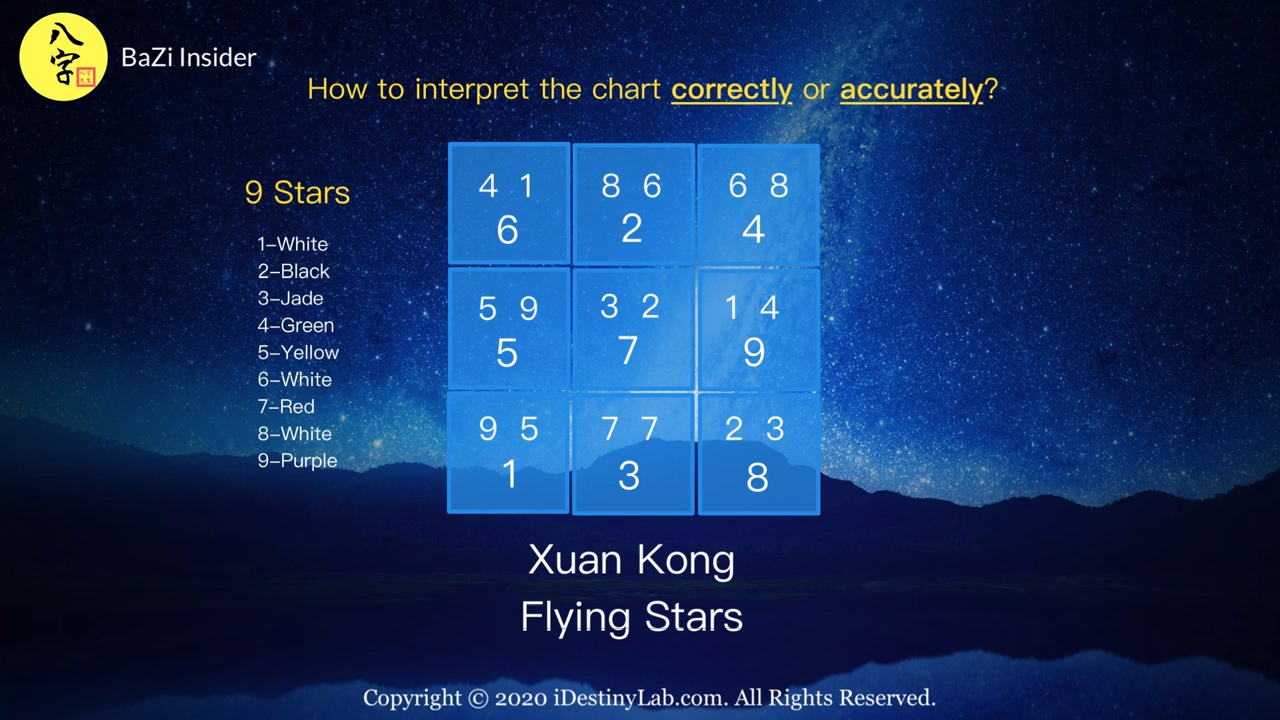 八
字
BaZi Insider
How to interpret the chart correctly or accurately?
9 Stars
1–White
2–Black
3–Jade
4–Green
5–Yellow
6–White
7–Red
8–White
9–Purple
4 1 8 6 6 8
6 2 4
5 9 3 2 1 4
5 7 9
9 5 7 7 2 3
1 3 8
Xuan Kong
Flying Stars
Copyright © 2020 iDestinyLab.com. All Rights Reserved.